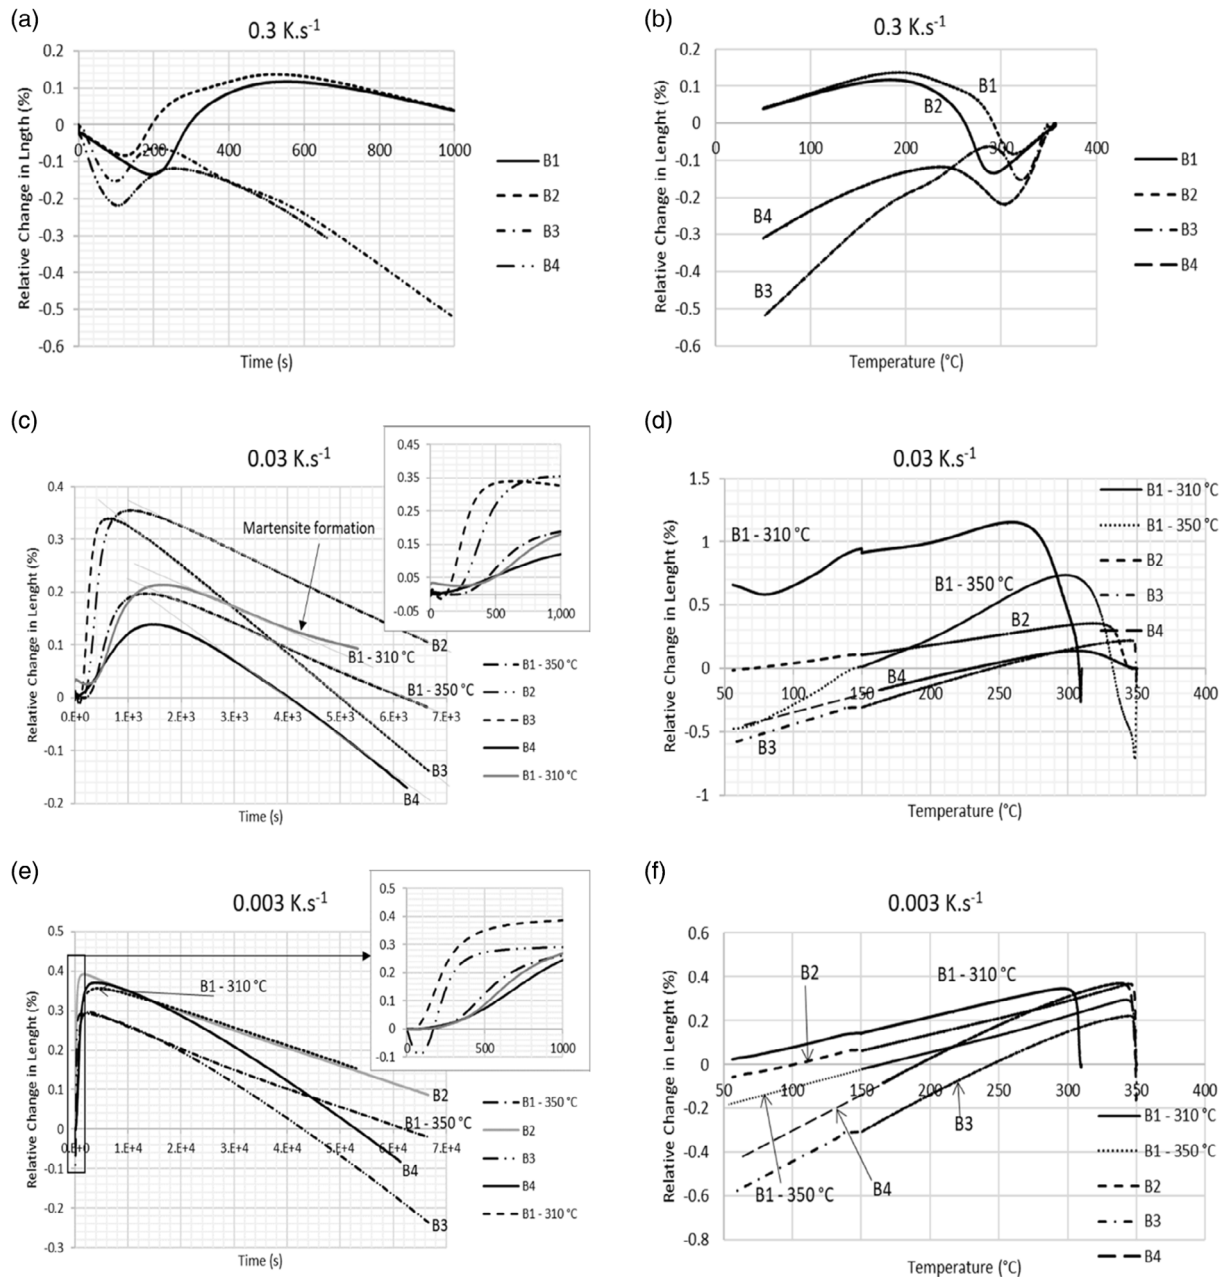 (a)
0.3 K.s-1
0.2
0.1
0
-0.1
-0.2
-0.3
-0.4
-0.5
-0.6
0 200 400 600 800 1000
Relative Change in Lngth (%)
Time (s)
B1
B2
B3
B4
(b)
0.3 K.s-1
0.2
0.1
0
-0.1
-0.2
-0.3
-0.4
-0.5
-0.6
0 100 200 300 400
Relative Change in Lenght (%)
Temperature (°C)
B1
B2
B4
B3
B1
B2
B3
B4
(c)
0.03 K.s-1
0.4
0.3
0.2
0.1
0
-0.1
-0.2
0.E+0 1.E+3 2.E+3 3.E+3 4.E+3 5.E+3 6.E+3 7.E+3
Relative Change in Lenght (%)
Time (s)
Martensite formation
B2
B1 - 310 °C
B1 - 350 °C
B3
B4
0.45
0.35
0.25
0.15
0.05
-0.05
0 500 1,000
B1 - 350 °C
B2
B3
B4
B1 - 310 °C
(d)
0.03 K.s-1
1.5
1
0.5
0
-0.5
-1
50 100 150 200 250 300 350 400
Relative Change in Lenght (%)
Temperature (°C)
B1 - 310 °C
B1 - 350 °C
B2
B4
B3
B1 - 310 °C
B1 - 350 °C
B2
B3
B4
(e)
0.003 K.s-1
0.5
0.4
0.3
0.2
0.1
0
-0.1
-0.2
-0.3
0.E+0 1.E+4 2.E+4 3.E+4 4.E+4 5.E+4 6.E+4 7.E+4
Relative Change in Lenght (%)
Time (s)
B1 - 310 °C
B2
B1 - 350 °C
B4
B3
0.5
0.4
0.3
0.2
0.1
0
-0.1
0 500 1000
B1 - 350 °C
B2
B3
B4
B1 - 310 °C
(f)
0.003 K.s-1
0.6
0.4
0.2
0
-0.2
-0.4
-0.6
-0.8
50 100 150 200 250 300 350 400
Relative Change in Lenght (%)
Temperature (°C)
B2
B1 - 310 °C
B3
B1 - 350 °C
B4
B1 - 310 °C
B1 - 350 °C
B2
B3
B4